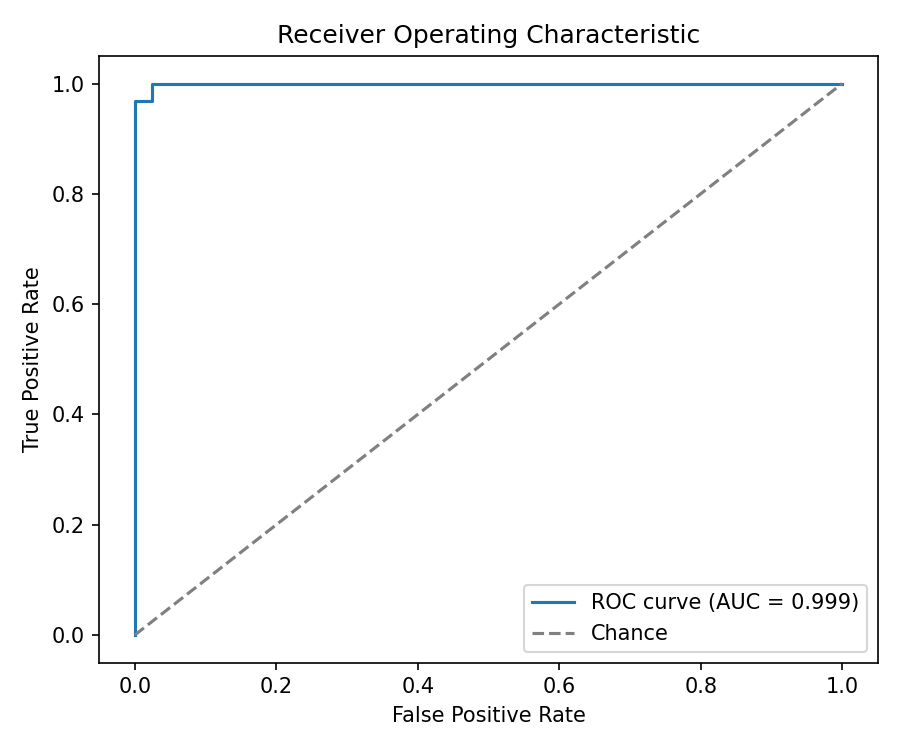 Receiver Operating Characteristic
True Positive Rate
1.0
0.8
0.6
0.4
0.2
0.0
ROC curve (AUC = 0.999)
Chance
0.0 0.2 0.4 0.6 0.8 1.0
False Positive Rate